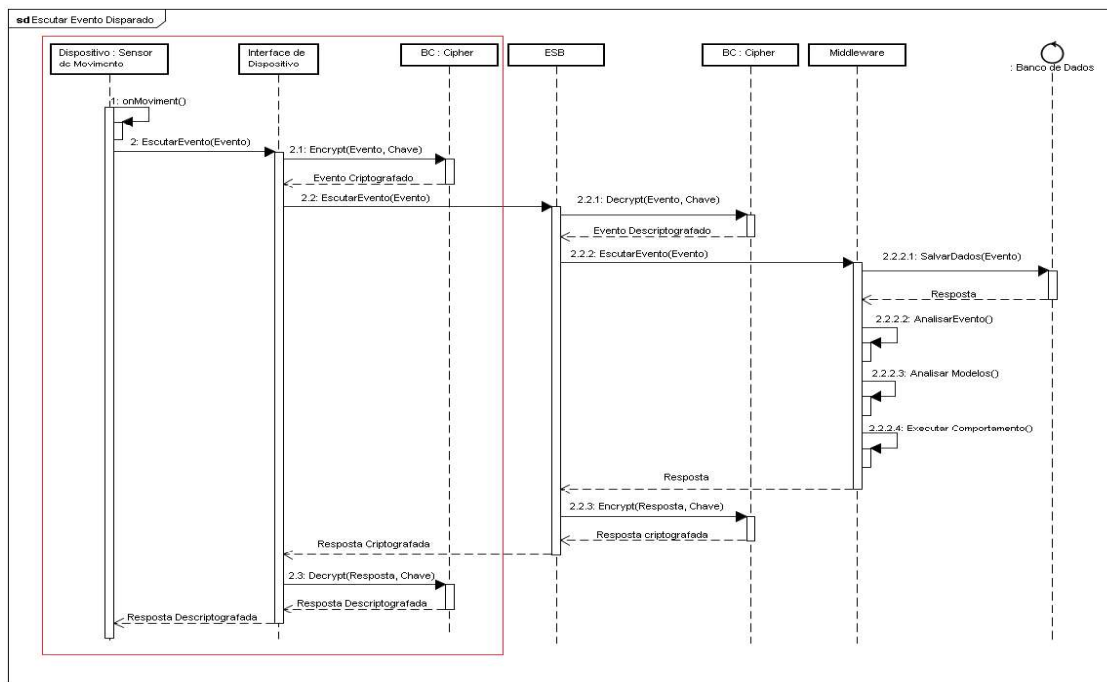 sd Escutar Evento Disparado
Dispositivo : Sensor
de Movimento
Interface de
Dispositivo
BC : Cipher
ESB
BC : Cipher
Middleware
: Banco de Dados
1: onMoviment()
2: EscutarEvento(Evento)
2.1: Encrypt(Evento, Chave)
Evento Criptografado
2.2: EscutarEvento(Evento)
2.2.1: Decrypt(Evento, Chave)
Evento Descriptografado
2.2.2: EscutarEvento(Evento)
2.2.2.1: SalvarDados(Evento)
Resposta
2.2.2.2: AnalisarEvento()
2.2.2.3: Analisar Modelos()
2.2.2.4: Executar Comportamento()
Resposta
2.2.3: Encrypt(Resposta, Chave)
Resposta criptografada
Resposta Criptografada
2.3: Decrypt(Resposta, Chave)
Resposta Descriptografada
Resposta Descriptografada